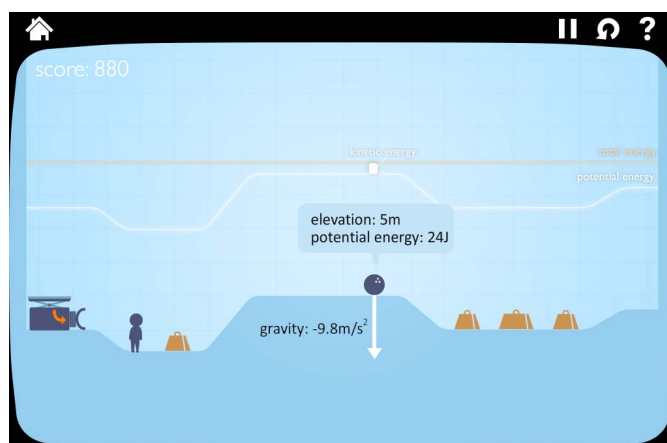 ?
score: 880
kinetic energy
total energy
potential energy
elevation: 5m
potential energy: 24J
gravity: -9.8m/s²